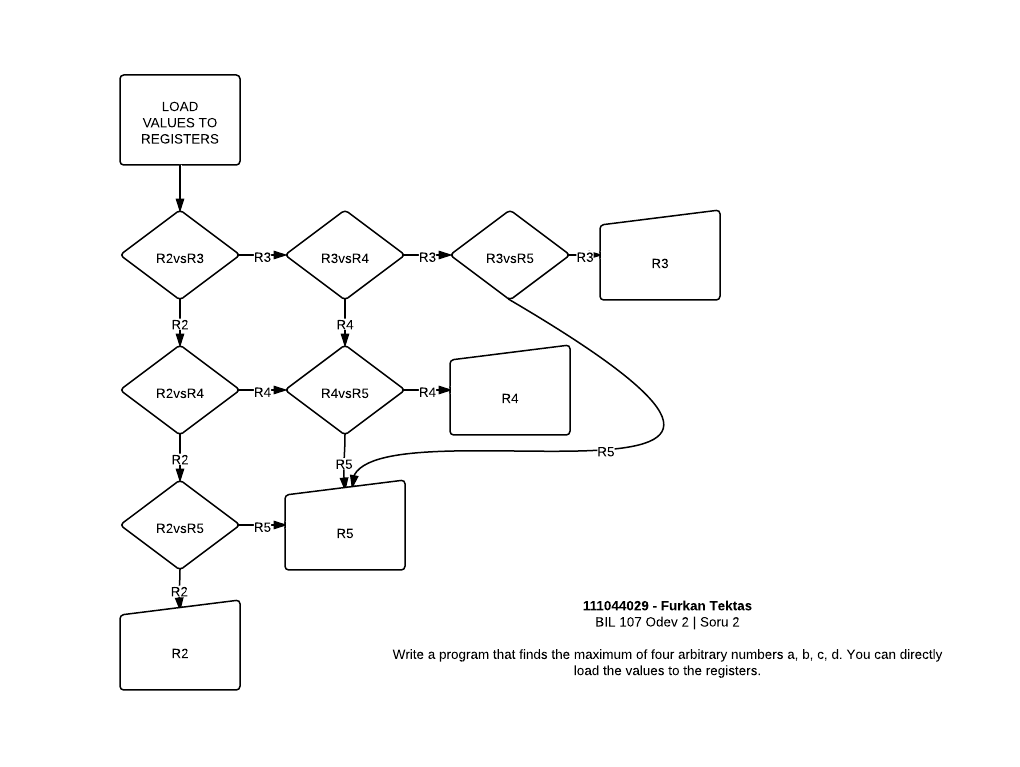 LOAD
VALUES TO
REGISTERS
R2vsR3
R3
R3vsR4
R3
R3vsR5
R3
R3
R2
R4
R2vsR4
R4
R4vsR5
R4
R4
R2
R5
R5
R2vsR5
R5
R5
R2
R2
111044029 - Furkan Tektas
BIL 107 Odev 2 | Soru 2
Write a program that finds the maximum of four arbitrary numbers a, b, c, d. You can directly
load the values to the registers.